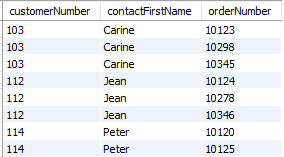 customerNumber contactFirstName orderNumber
103 Carine 10123
103 Carine 10298
103 Carine 10345
112 Jean 10124
112 Jean 10278
112 Jean 10346
114 Peter 10120
114 Peter 10125